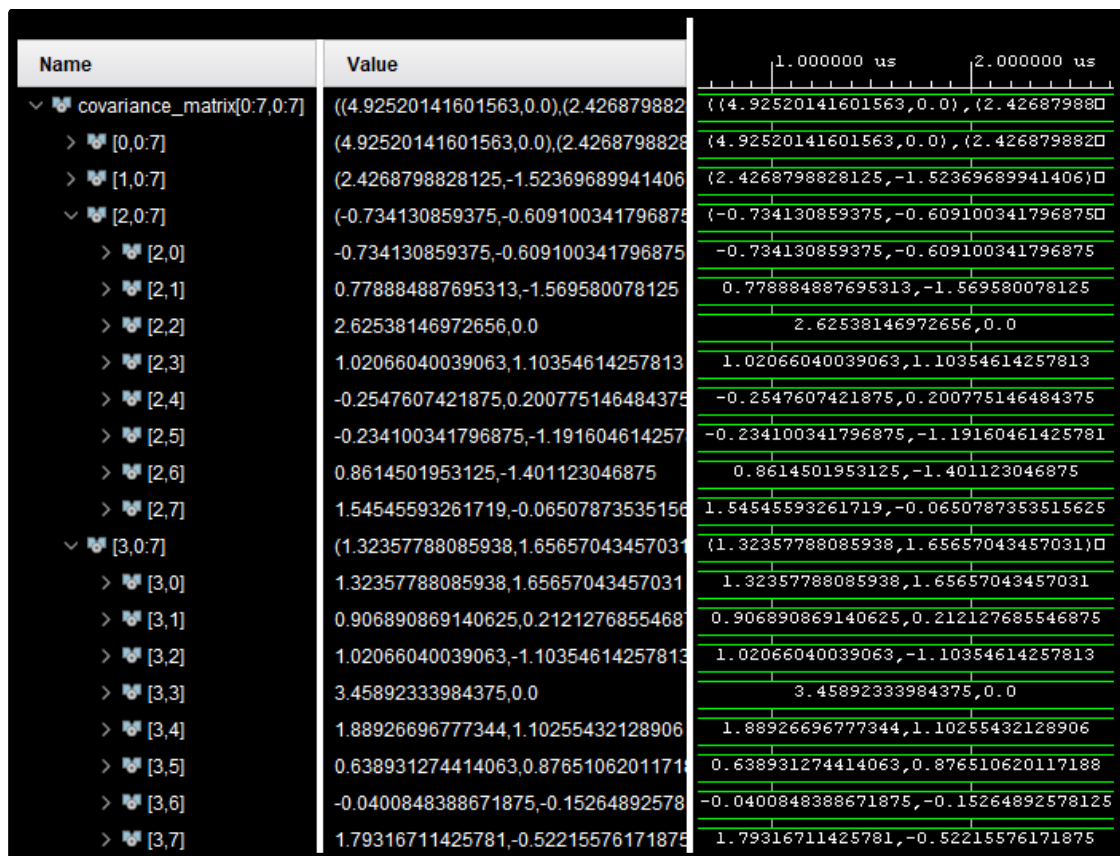 Name Value 1.000000 us 2.000000 us
covariance_matrix[0:7,0:7] ((4.92520141601563,0.0),(2.426879882 ((4.92520141601563,0.0),(2.42687988
[0,0:7] (4.92520141601563,0.0),(2.4268798828 (4.92520141601563,0.0),(2.426879882
[1,0:7] (2.4268798828125,-1.52369689941406 (2.4268798828125,-1.52369689941406)
[2,0:7] (-0.734130859375,-0.609100341796875 (-0.734130859375,-0.609100341796875
[2,0] -0.734130859375,-0.609100341796875 -0.734130859375,-0.609100341796875
[2,1] 0.778884887695313,-1.569580078125 0.778884887695313,-1.569580078125
[2,2] 2.62538146972656,0.0 2.62538146972656,0.0
[2,3] 1.02066040039063,1.10354614257813 1.02066040039063,1.10354614257813
[2,4] -0.2547607421875,0.200775146484375 -0.2547607421875,0.200775146484375
[2,5] -0.234100341796875,-1.191604614257 -0.234100341796875,-1.19160461425781
[2,6] 0.8614501953125,-1.401123046875 0.8614501953125,-1.401123046875
[2,7] 1.54545593261719,-0.06507873535156 1.54545593261719,-0.0650787353515625
[3,0:7] (1.32357788085938,1.65657043457031 (1.32357788085938,1.65657043457031)
[3,0] 1.32357788085938,1.65657043457031 1.32357788085938,1.65657043457031
[3,1] 0.906890869140625,0.21212768554687 0.906890869140625,0.212127685546875
[3,2] 1.02066040039063,-1.10354614257813 1.02066040039063,-1.10354614257813
[3,3] 3.45892333984375,0.0 3.45892333984375,0.0
[3,4] 1.88926696777344,1.10255432128906 1.88926696777344,1.10255432128906
[3,5] 0.638931274414063,0.87651062011718 0.638931274414063,0.876510620117188
[3,6] -0.0400848388671875,-0.15264892578 -0.0400848388671875,-0.15264892578125
[3,7] 1.79316711425781,-0.52215576171875 1.79316711425781,-0.52215576171875